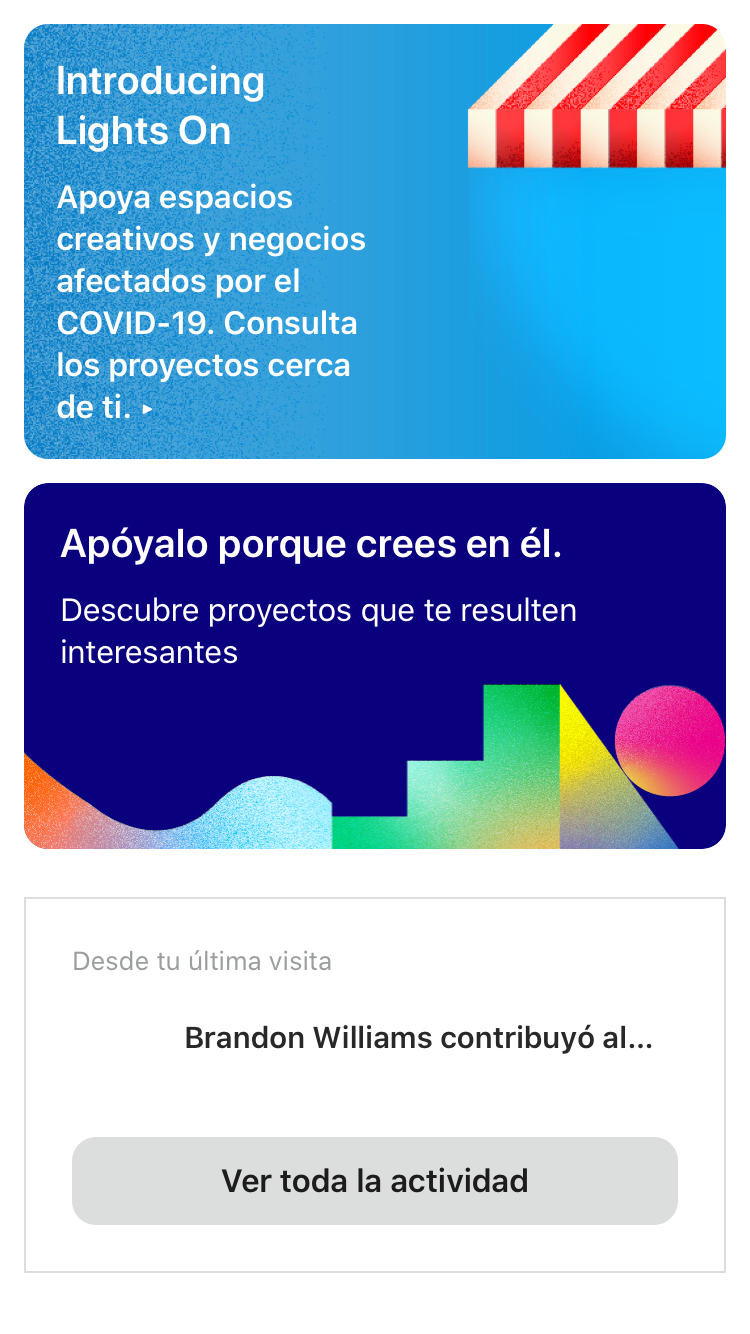 Introducing
Lights On
Apoya espacios
creativos y negocios
afectados por el
COVID-19. Consulta
los proyectos cerca
de ti. ▸
Apóyalo porque crees en él.
Descubre proyectos que te resulten
interesantes
Desde tu última visita
Brandon Williams contribuyó al...
Ver toda la actividad